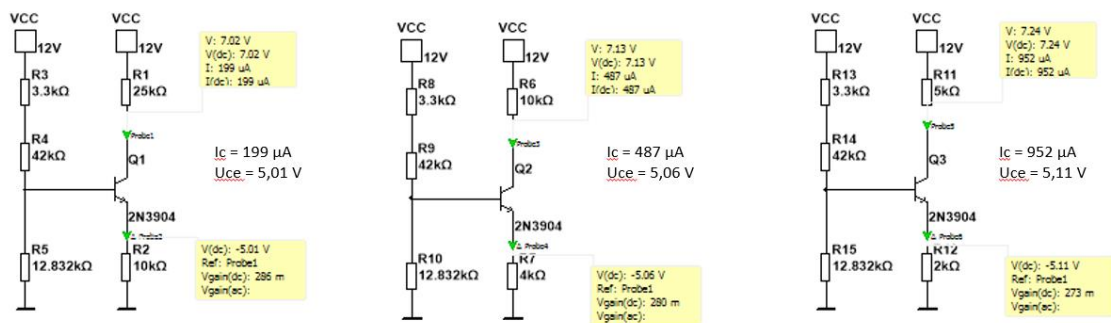 VCC VCC
12V 12V
R3
3.3kΩ
R1
25kΩ
V: 7.02 V
V(dc): 7.02 V
I: 199 uA
I(dc): 199 uA
Probe1
R4
42kΩ
Q1
Ic = 199 µA
Uce = 5,01 V
2N3904
R5
12.832kΩ
R2
10kΩ
V(dc): -5.01 V
Ref: Probe1
Vgain(dc): 286 m
Vgain(ac):
VCC VCC
12V 12V
R8
3.3kΩ
R6
10kΩ
V: 7.13 V
V(dc): 7.13 V
I: 487 uA
I(dc): 487 uA
Probe3
R9
42kΩ
Q2
Ic = 487 µA
Uce = 5,06 V
2N3904
Probe4
R10
12.832kΩ
R7
4kΩ
V(dc): -5.06 V
Ref: Probe1
Vgain(dc): 280 m
Vgain(ac):
VCC VCC
12V 12V
R13
3.3kΩ
R11
5kΩ
V: 7.24 V
V(dc): 7.24 V
I: 952 uA
I(dc): 952 uA
R14
42kΩ
Q3
Ic = 952 µA
Uce = 5,11 V
2N3904
R15
12.832kΩ
R12
2kΩ
V(dc): -5.11 V
Ref: Probe1
Vgain(dc): 273 m
Vgain(ac):